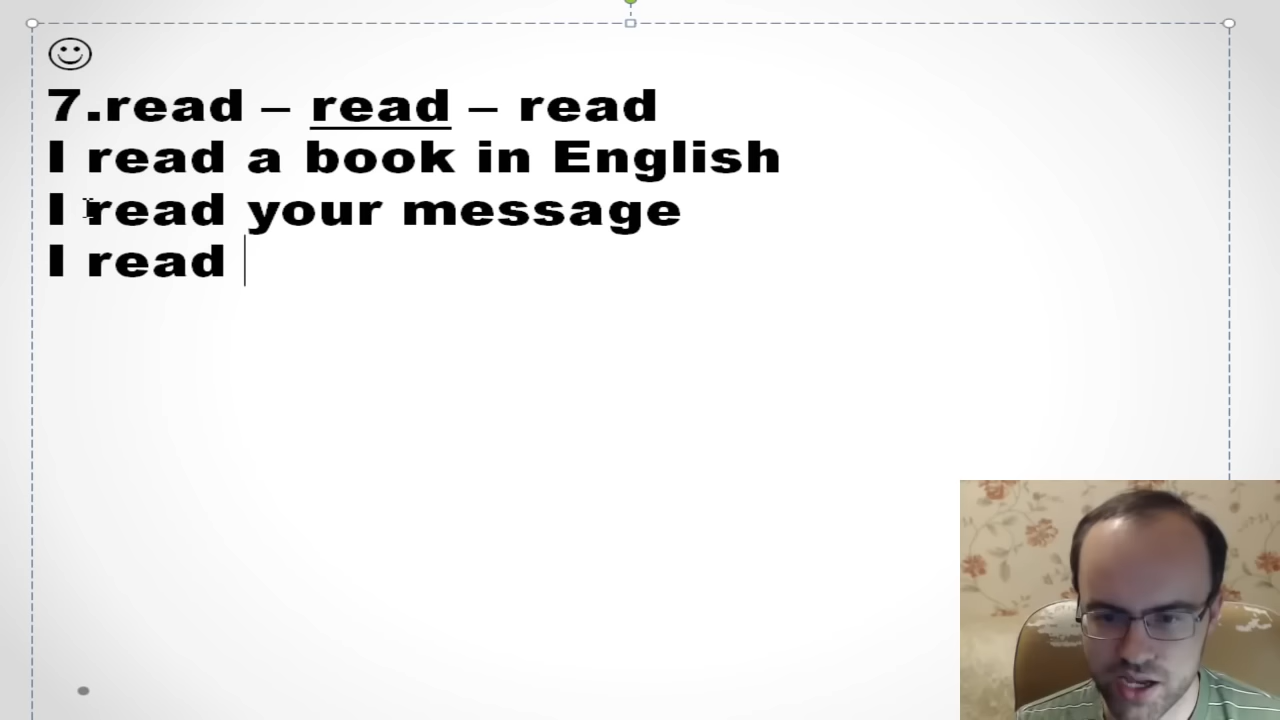 7.read – read – read
I read a book in English
I read your message
I read